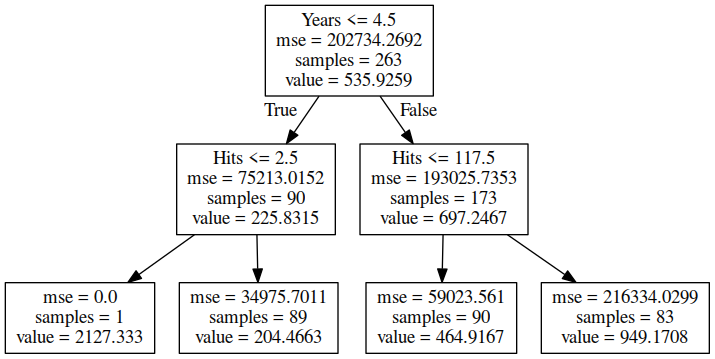 Years <= 4.5
mse = 202734.2692
samples = 263
value = 535.9259
True
False
Hits <= 2.5
mse = 75213.0152
samples = 90
value = 225.8315
Hits <= 117.5
mse = 193025.7353
samples = 173
value = 697.2467
mse = 0.0
samples = 1
value = 2127.333
mse = 34975.7011
samples = 89
value = 204.4663
mse = 59023.561
samples = 90
value = 464.9167
mse = 216334.0299
samples = 83
value = 949.1708